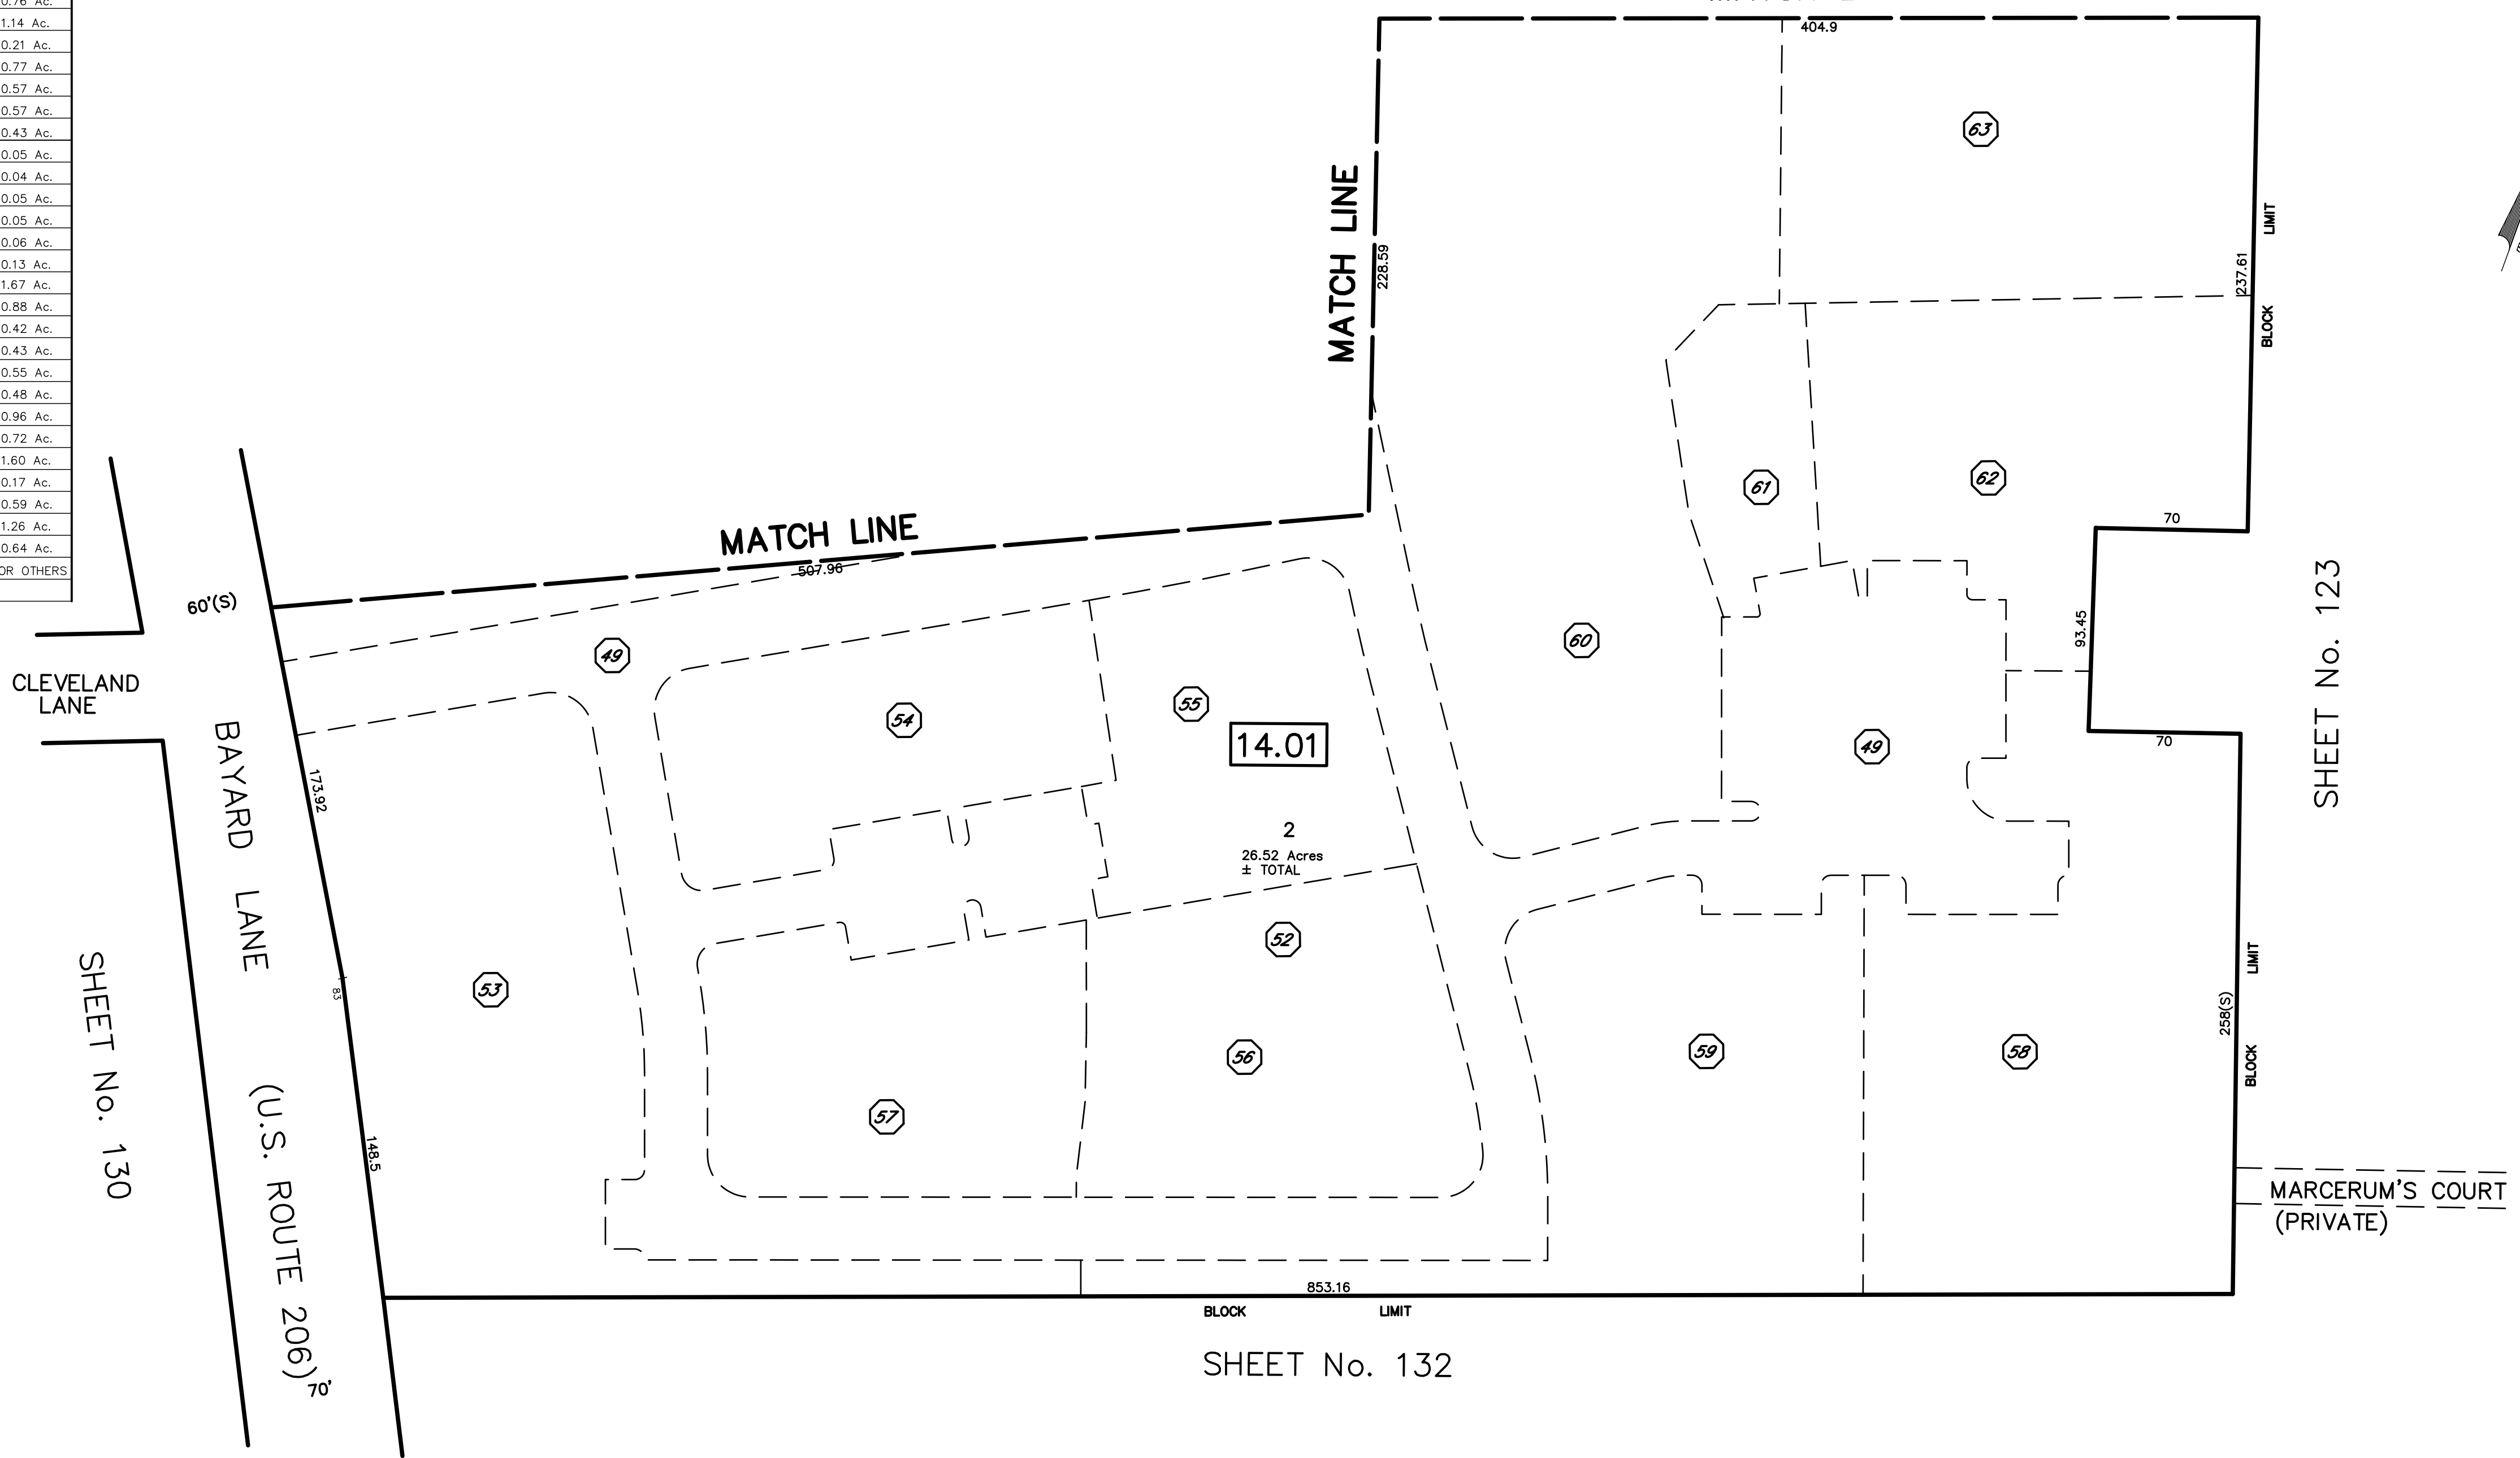 0.76 Ac.
1.14 Ac.
0.21 Ac.
0.77 Ac.
0.57 Ac.
0.57 Ac.
0.43 Ac.
0.05 Ac.
0.04 Ac.
0.05 Ac.
0.05 Ac.
0.06 Ac.
0.13 Ac.
1.67 Ac.
0.88 Ac.
0.42 Ac.
0.43 Ac.
0.55 Ac.
0.48 Ac.
0.96 Ac.
0.72 Ac.
1.60 Ac.
0.17 Ac.
0.59 Ac.
1.26 Ac.
0.64 Ac.
OR OTHERS
404.9
63
MATCH LINE
228.59
237.61
LIMIT
BLOCK
61
62
70
MATCH LINE
507.96
60'(S)
CLEVELAND
LANE
49
54
55
14.01
60
49
93.45
70
SHEET No. 123
173.92
BAYARD LANE
(U.S. ROUTE 206)
70'
2
26.52 Acres
± TOTAL
52
53
83
SHEET No. 130
148.5
56
57
59
58
258(S)
LIMIT
BLOCK
MARCERUM'S COURT
(PRIVATE)
853.16
BLOCK LIMIT
SHEET No. 132